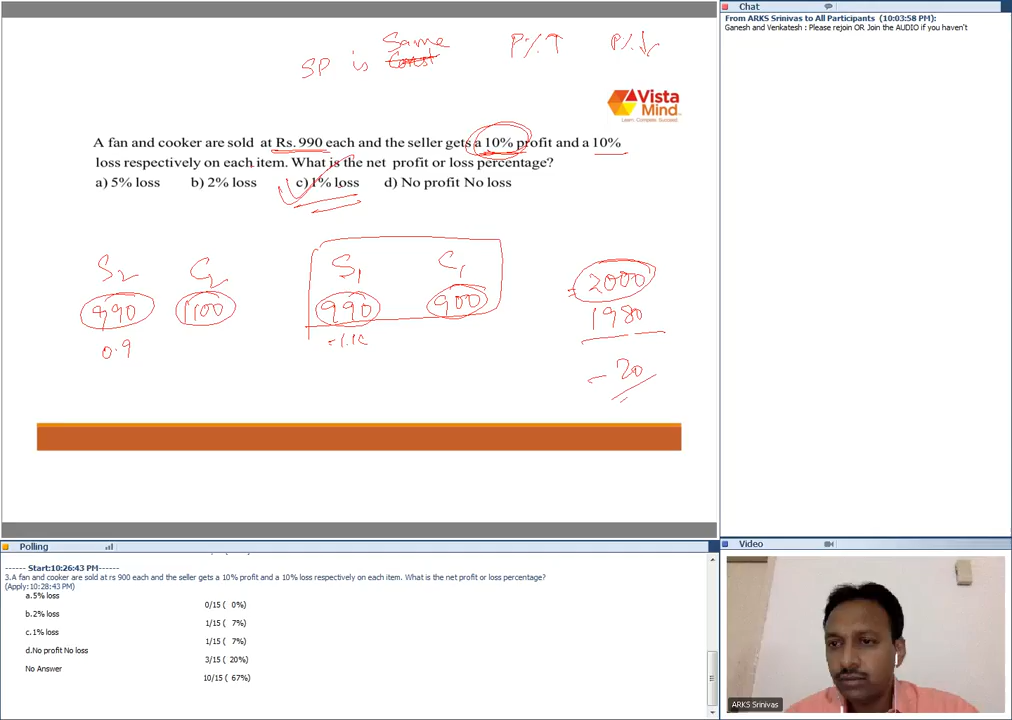 Chat
From ARKS Srinivas to All Participants (10:03:58 PM):
Ganesh and Venkatesh : Please rejoin OR Join the AUDIO if you haven't
SP is Same P%↑ P%↓
Vista
Mind
Learn. Complete. Succeed.
A fan and cooker are sold at Rs. 990 each and the seller gets a 10% profit and a 10%
loss respectively on each item. What is the net profit or loss percentage?
a) 5% loss b) 2% loss c) 1% loss d) No profit No loss
S2 C2 S1 C1
990 1100 990 900
0.9
= 2000
1980
- 20
Polling
------ Start:10:26:43 PM------
3.A fan and cooker are sold at rs 900 each and the seller gets a 10% profit and a 10% loss respectively on each item. What is the net profit or loss percentage?
(Apply:10:28:43 PM)
a.5% loss
0/15 ( 0%)
b.2% loss
1/15 ( 7%)
c.1% loss
1/15 ( 7%)
d.No profit No loss
3/15 ( 20%)
No Answer
10/15 ( 67%)
Video
ARKS Srinivas